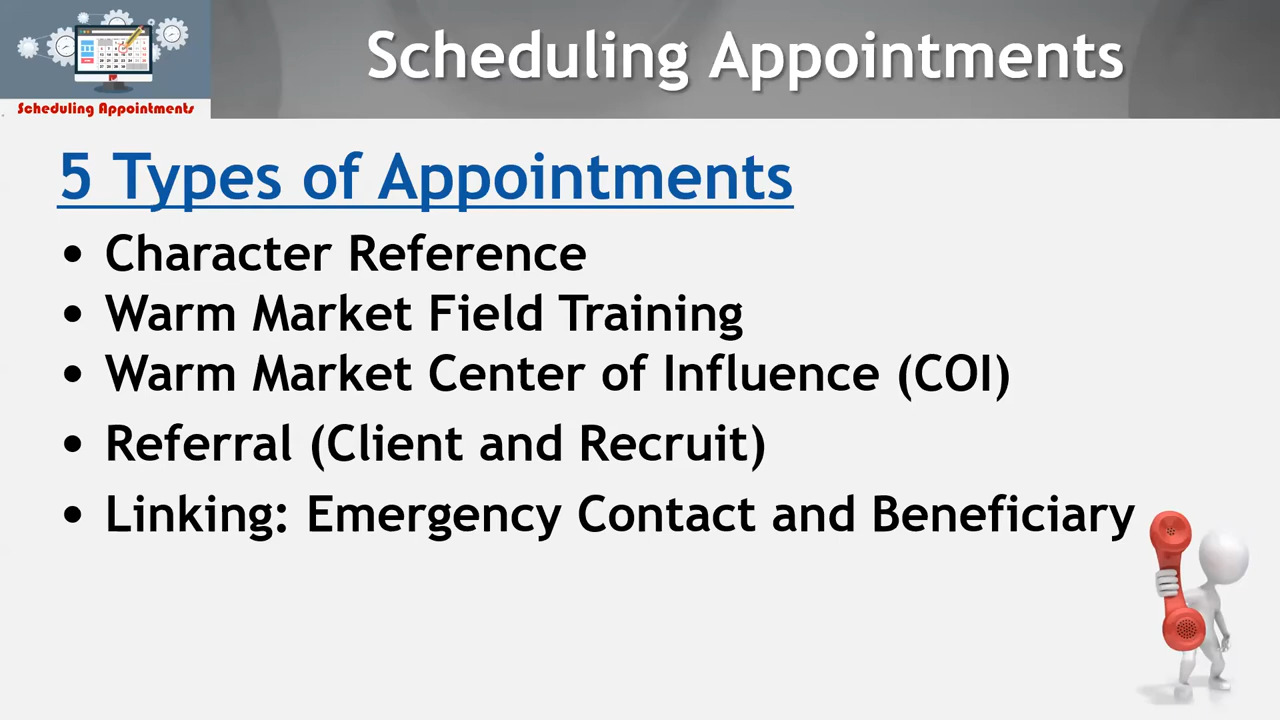 Scheduling Appointments
Scheduling Appointments
5 Types of Appointments
• Character Reference
• Warm Market Field Training
• Warm Market Center of Influence (COI)
• Referral (Client and Recruit)
• Linking: Emergency Contact and Beneficiary